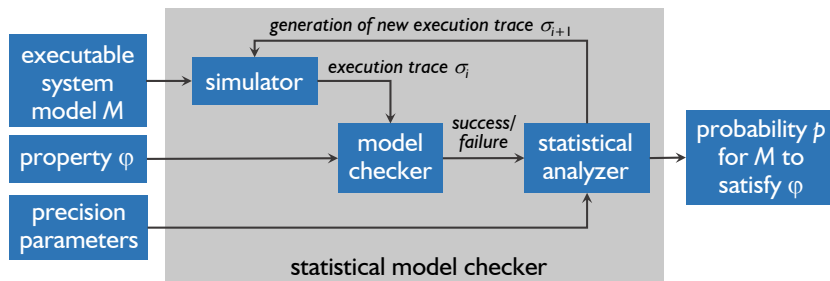 generation of new execution trace σi+1
executable
system
model M
simulator
execution trace σi
property φ
model
checker
success/
failure
statistical
analyzer
probability p
for M to
satisfy φ
precision
parameters
statistical model checker